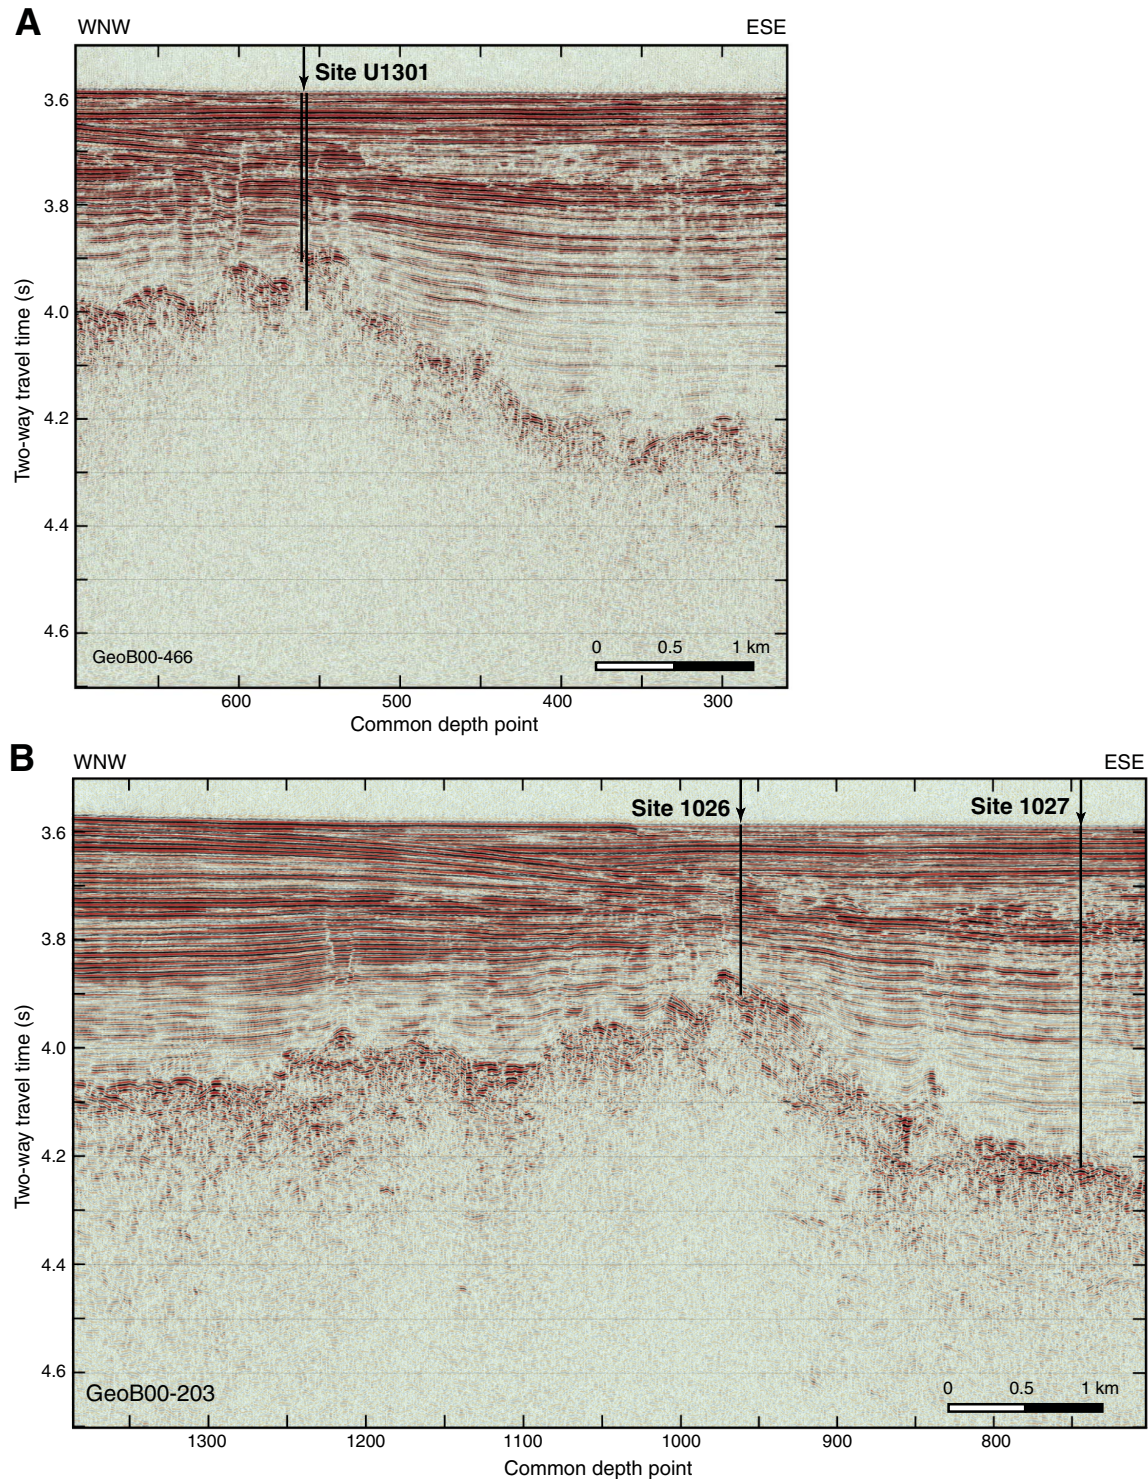 A
WNW
ESE
Site U1301
3.6
3.8
4.0
4.2
4.4
4.6
Two-way travel time (s)
GeoB00-466
0 0.5 1 km
600 500 400 300
Common depth point
B
WNW
ESE
Site 1026
Site 1027
3.6
3.8
4.0
4.2
4.4
4.6
Two-way travel time (s)
GeoB00-203
0 0.5 1 km
1300 1200 1100 1000 900 800
Common depth point